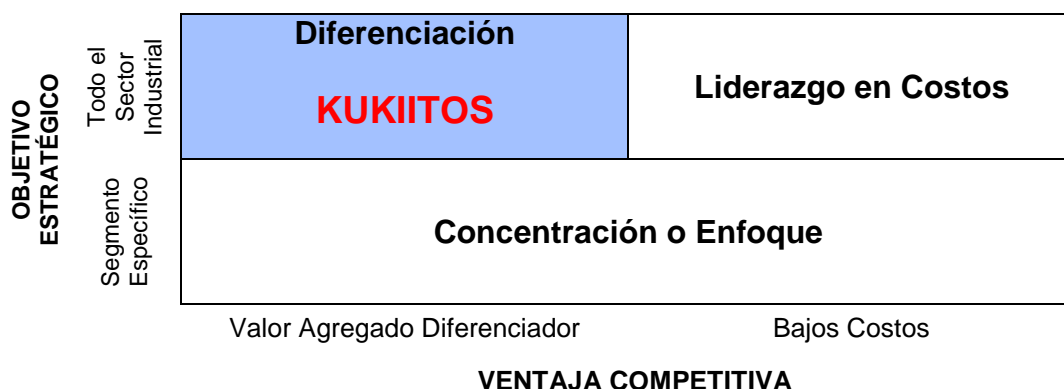 OBJETIVO
ESTRATÉGICO
Todo el
Sector
Industrial
Diferenciación
KUKIITOS
Liderazgo en Costos
Segmento
Específico
Concentración o Enfoque
Valor Agregado Diferenciador
Bajos Costos
VENTAJA COMPETITIVA